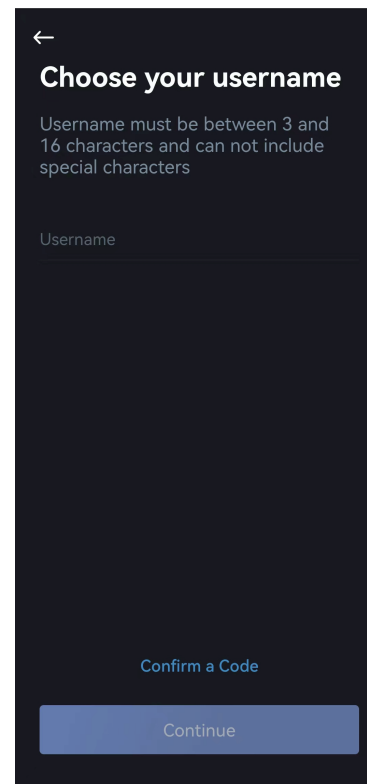 Choose your username
Username must be between 3 and
16 characters and can not include
special characters
Username
Confirm a Code
Continue